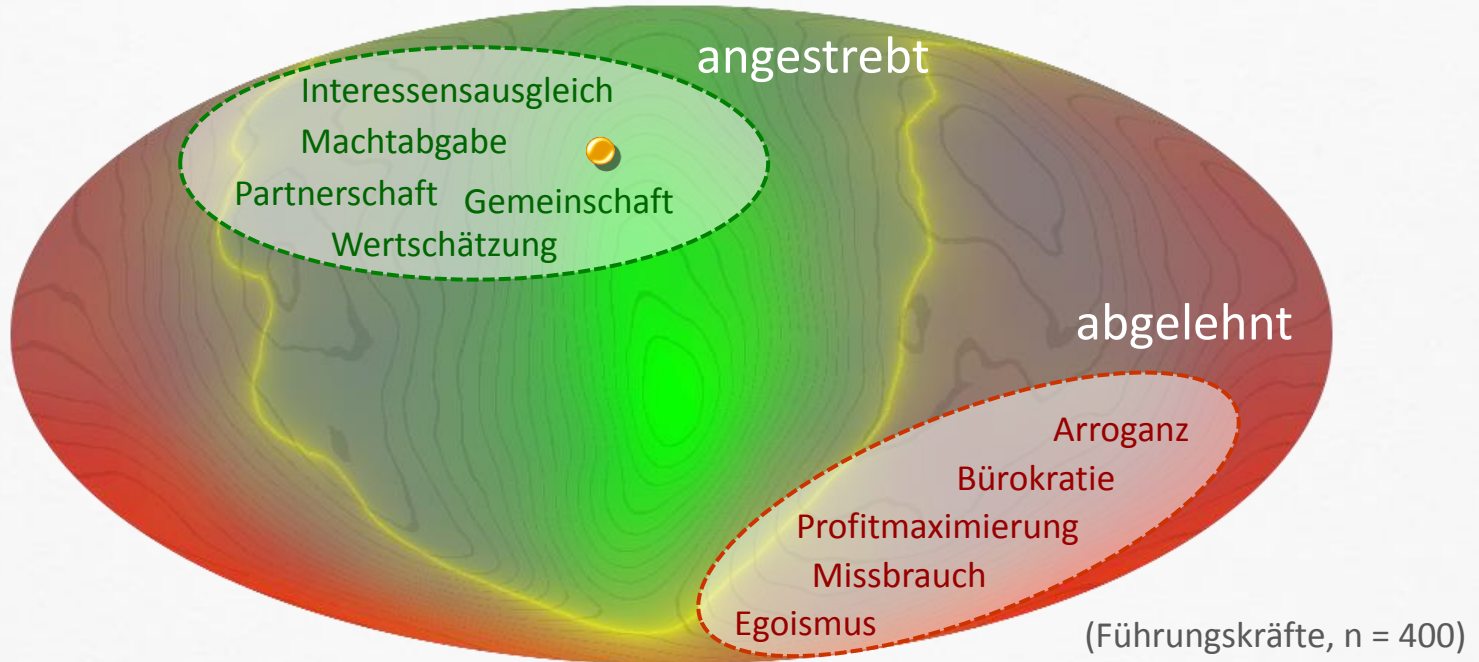 angestrebt
Interessensausgleich
Machtabgabe
Partnerschaft Gemeinschaft
Wertschätzung
abgelehnt
Arroganz
Bürokratie
Profitmaximierung
Missbrauch
Egoismus
(Führungskräfte, n = 400)